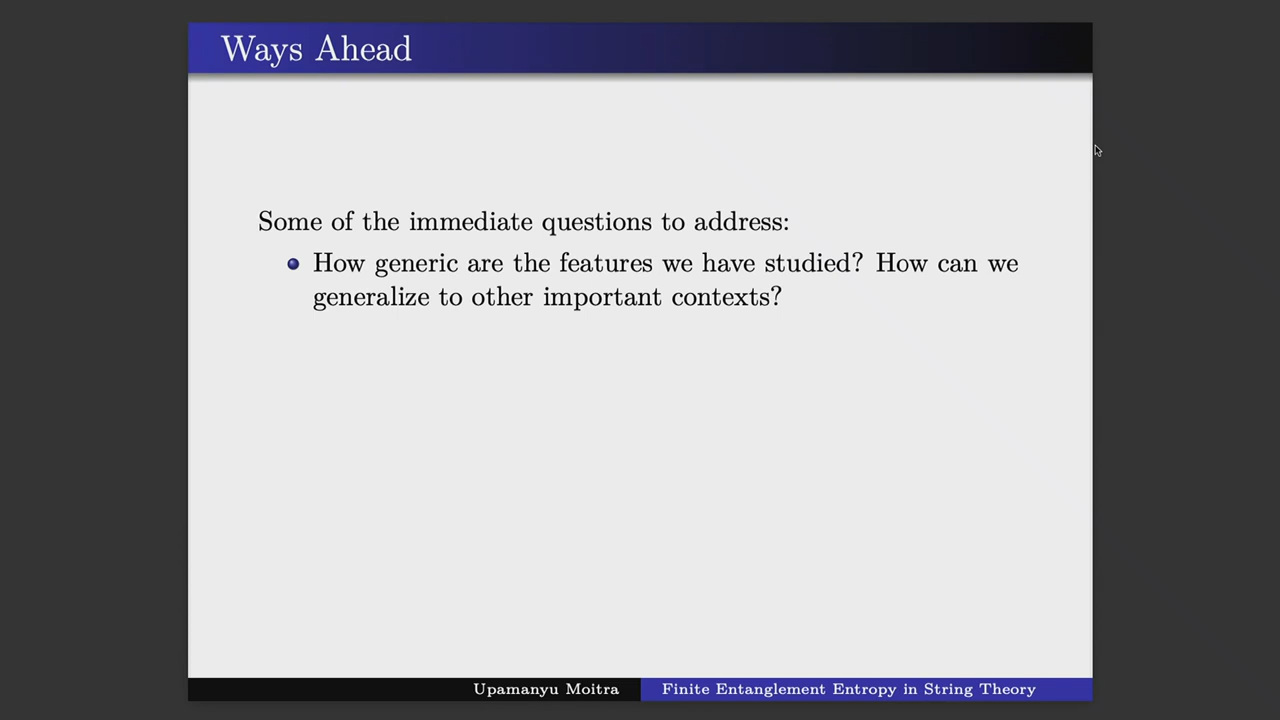 Ways Ahead
Some of the immediate questions to address:
How generic are the features we have studied? How can we
generalize to other important contexts?
Upamanyu Moitra
Finite Entanglement Entropy in String Theory